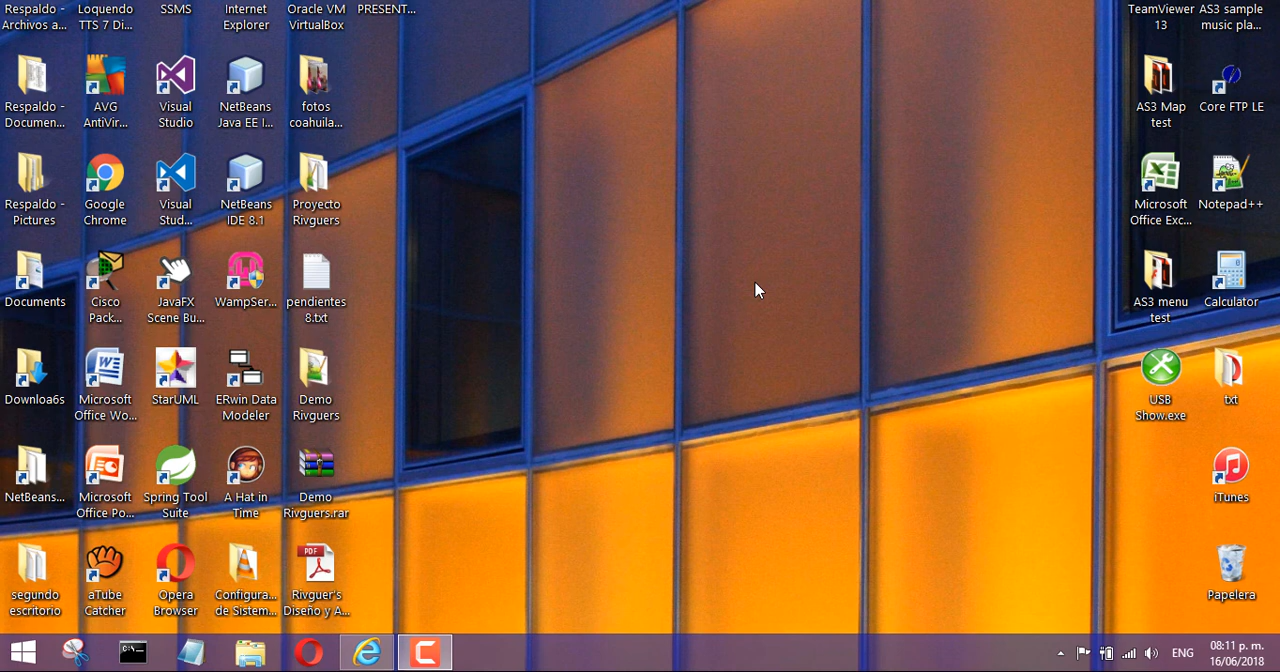 Respaldo -
Archivos a...
Loquendo
TTS 7 Di...
SSMS
Internet
Explorer
Oracle VM
VirtualBox
PRESENT...
TeamViewer
13
AS3 sample
music pla...
Respaldo -
Documen...
AVG
AntiVir...
Visual
Studio
NetBeans
Java EE I...
fotos
coahuila...
AS3 Map
test
Core FTP LE
Respaldo -
Pictures
Google
Chrome
Visual
Stud...
NetBeans
IDE 8.1
Proyecto
Rivguers
Microsoft
Office Exc...
Notepad++
Documents
Cisco
Pack...
JavaFX
Scene Bu...
WampSer...
pendientes
8.txt
AS3 menu
test
Calculator
Downloa6s
Microsoft
Office Wo...
StarUML
ERwin Data
Modeler
Demo
Rivguers
USB
Show.exe
txt
NetBeans...
Microsoft
Office Po...
Spring Tool
Suite
A Hat in
Time
Demo
Rivguers.rar
iTunes
segundo
escritorio
aTube
Catcher
Opera
Browser
Configura...
de Sistem...
PDF
Rivguer's
Diseño y A...
Papelera
C:\
ENG
08:11 p. m.
16/06/2018